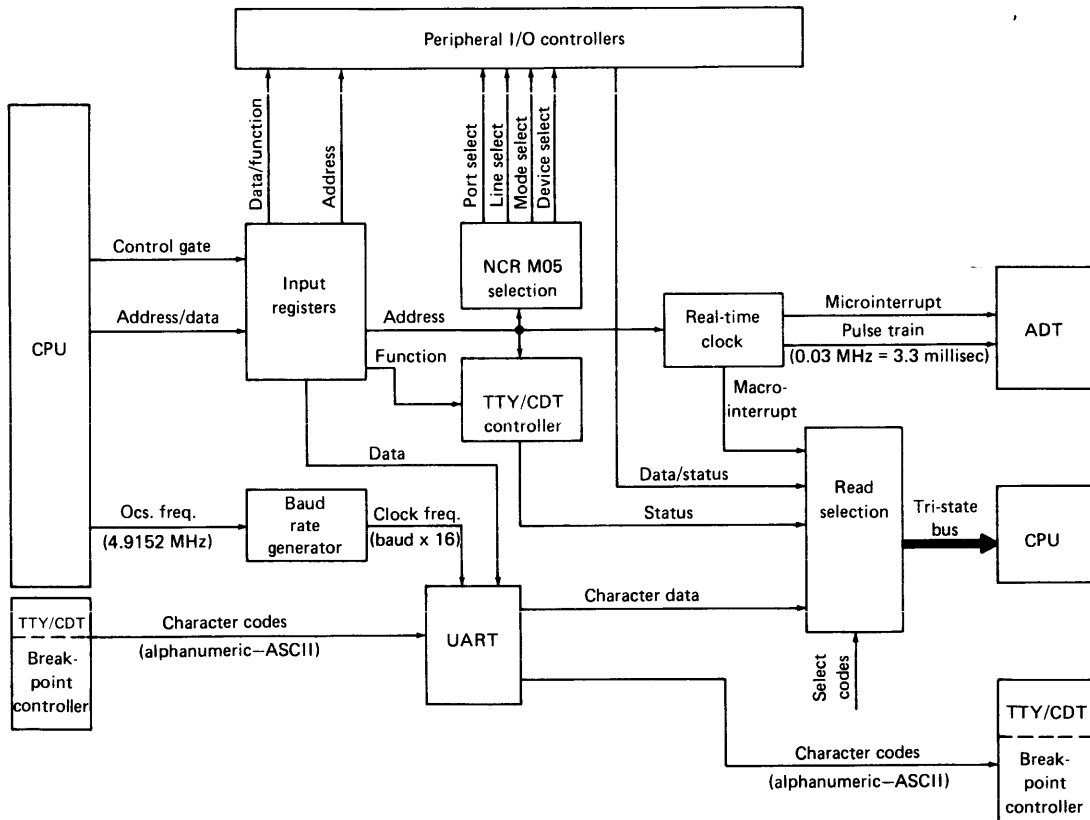 Peripheral I/O controllers
Data/function
Address
Port select
Line select
Mode select
Device select
CPU
Control gate
Address/data
Input
registers
NCR M05
selection
Address
Function
TTY/CDT
controller
Real-time
clock
Microinterrupt
Pulse train
(0.03 MHz = 3.3 millisec)
ADT
Macro-
interrupt
Data
Data/status
Status
Read
selection
Tri-state
bus
CPU
Ocs. freq.
(4.9152 MHz)
Baud
rate
generator
Clock freq.
(baud x 16)
TTY/CDT
Break-
point
controller
Character codes
(alphanumeric—ASCII)
UART
Character data
Select
codes
Character codes
(alphanumeric—ASCII)
TTY/CDT
Break-
point
controller